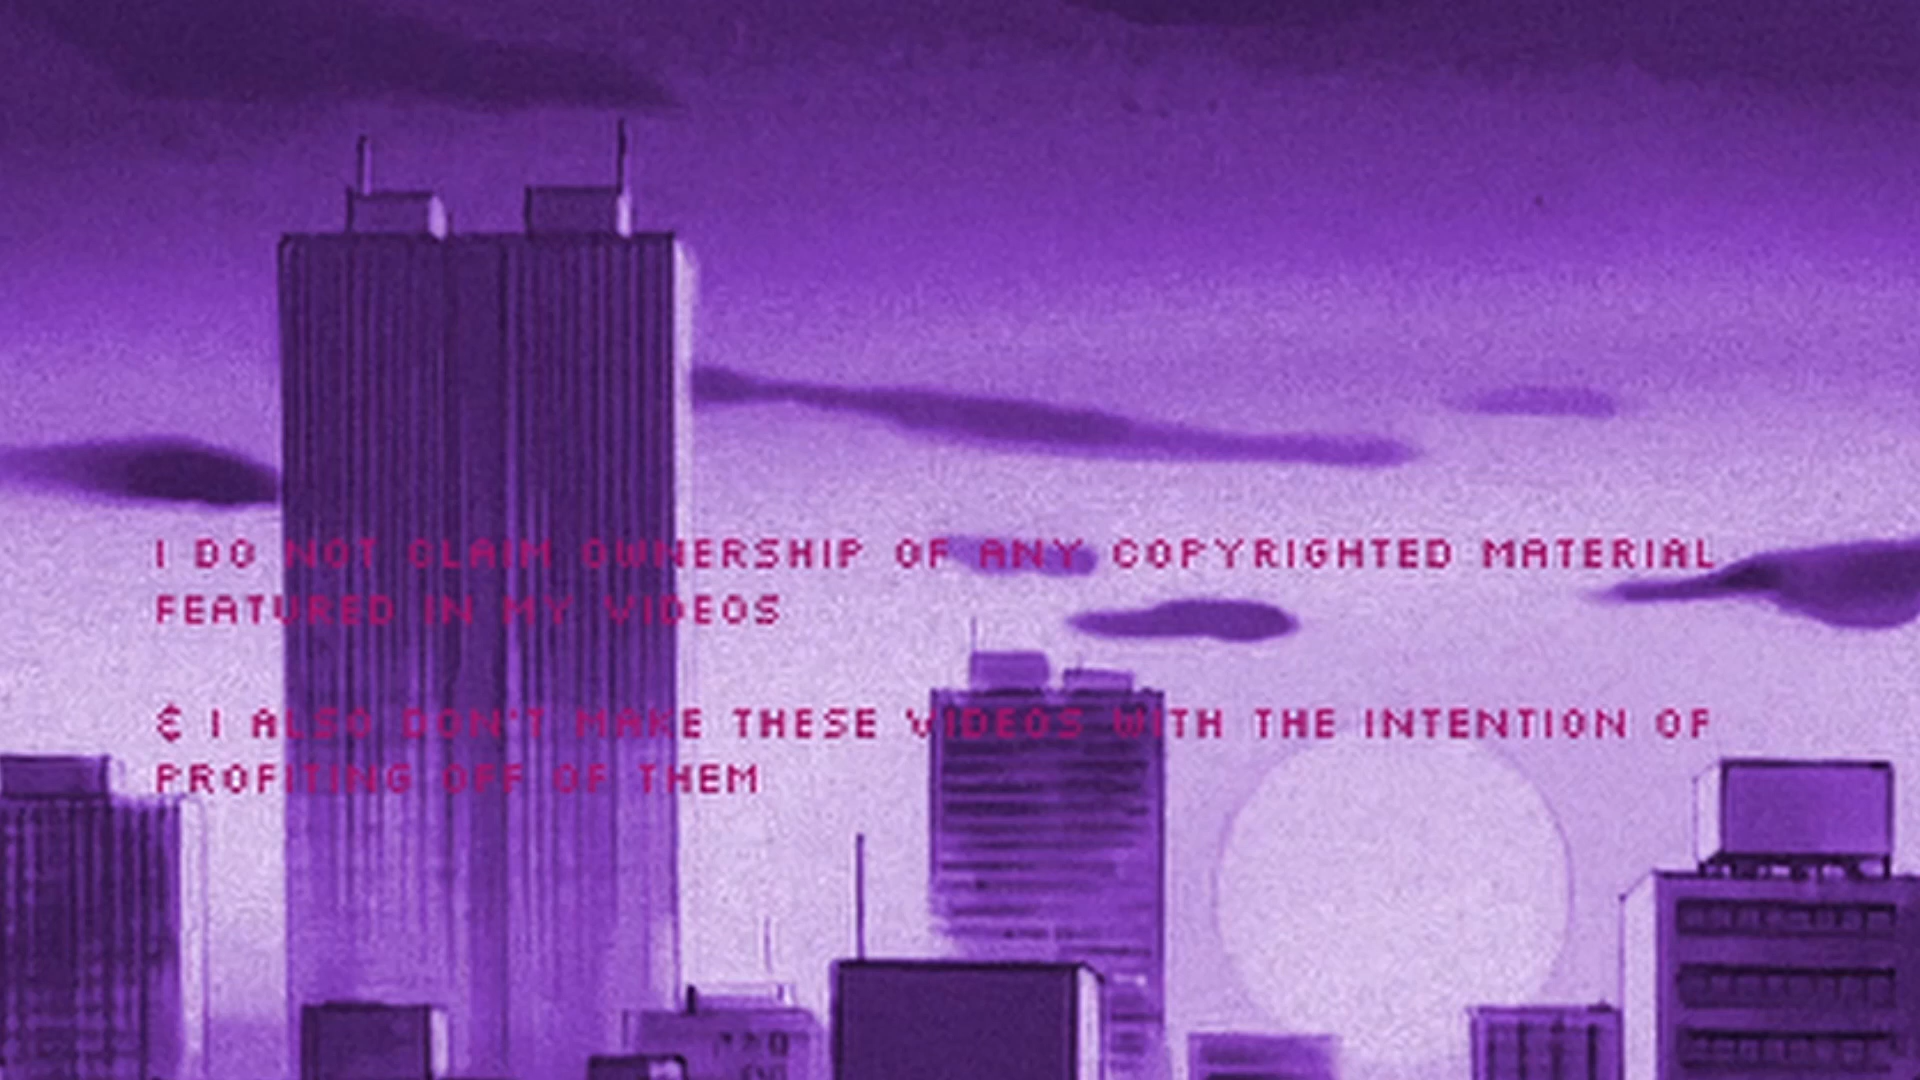 I DO NOT CLAIM OWNERSHIP OF ANY COPYRIGHTED MATERIAL
FEATURED IN MY VIDEOS
& I ALSO DON'T MAKE THESE VIDEOS WITH THE INTENTION OF
PROFITING OFF OF THEM